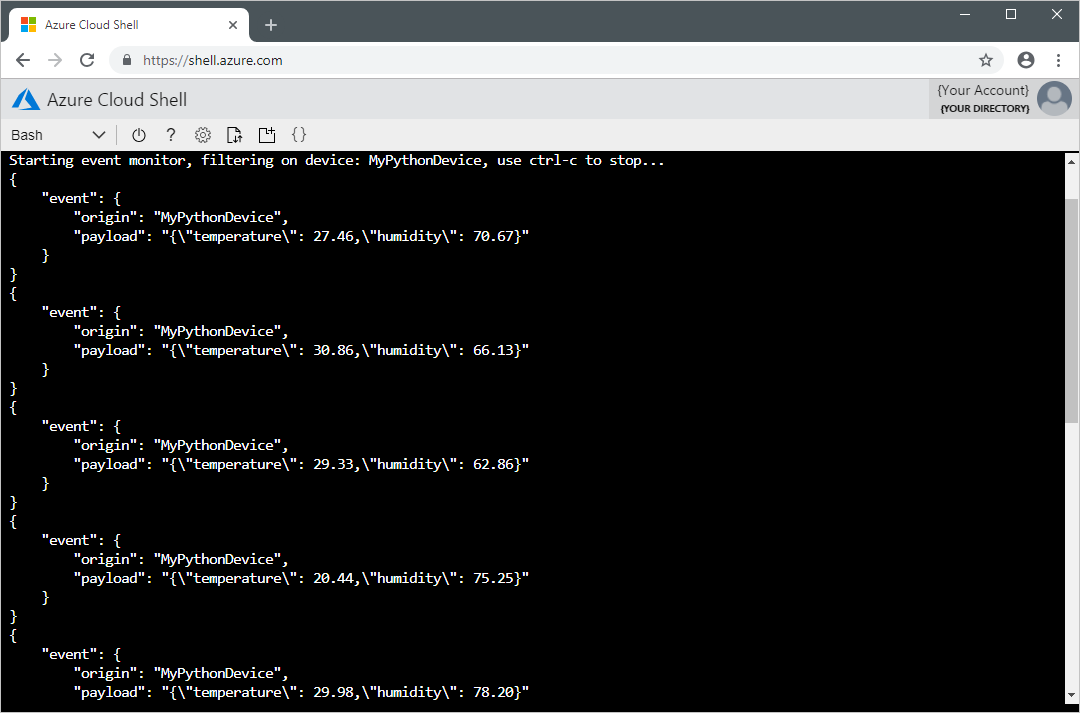 Azure Cloud Shell
https://shell.azure.com
Azure Cloud Shell
{Your Account}
{YOUR DIRECTORY}
Bash
Starting event monitor, filtering on device: MyPythonDevice, use ctrl-c to stop...
{
    "event": {
        "origin": "MyPythonDevice",
        "payload": "{\"temperature\": 27.46,\"humidity\": 70.67}"
    }
}
{
    "event": {
        "origin": "MyPythonDevice",
        "payload": "{\"temperature\": 30.86,\"humidity\": 66.13}"
    }
}
{
    "event": {
        "origin": "MyPythonDevice",
        "payload": "{\"temperature\": 29.33,\"humidity\": 62.86}"
    }
}
{
    "event": {
        "origin": "MyPythonDevice",
        "payload": "{\"temperature\": 20.44,\"humidity\": 75.25}"
    }
}
{
    "event": {
        "origin": "MyPythonDevice",
        "payload": "{\"temperature\": 29.98,\"humidity\": 78.20}"